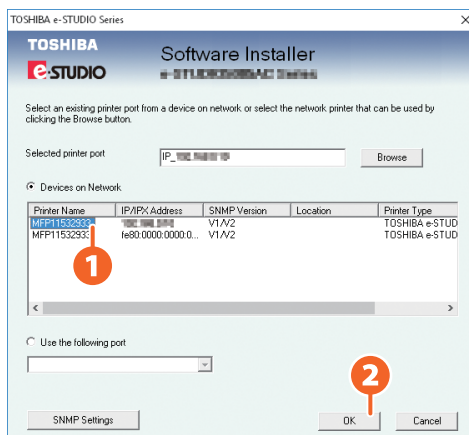 TOSHIBA e-STUDIO Series
TOSHIBA
e-STUDIO
Software Installer
Select an existing printer port from a device on network or select the network printer that can be used by
clicking the Browse button.
Selected printer port
IP_
Browse
Devices on Network
Printer Name IP/IPX Address SNMP Version Location Printer Type
MFP11532933 V1/V2 TOSHIBA e-STUD
MFP11532933 fe80:0000:0000:0... V1/V2 TOSHIBA e-STUD
1
Use the following port
2
SNMP Settings
OK
Cancel